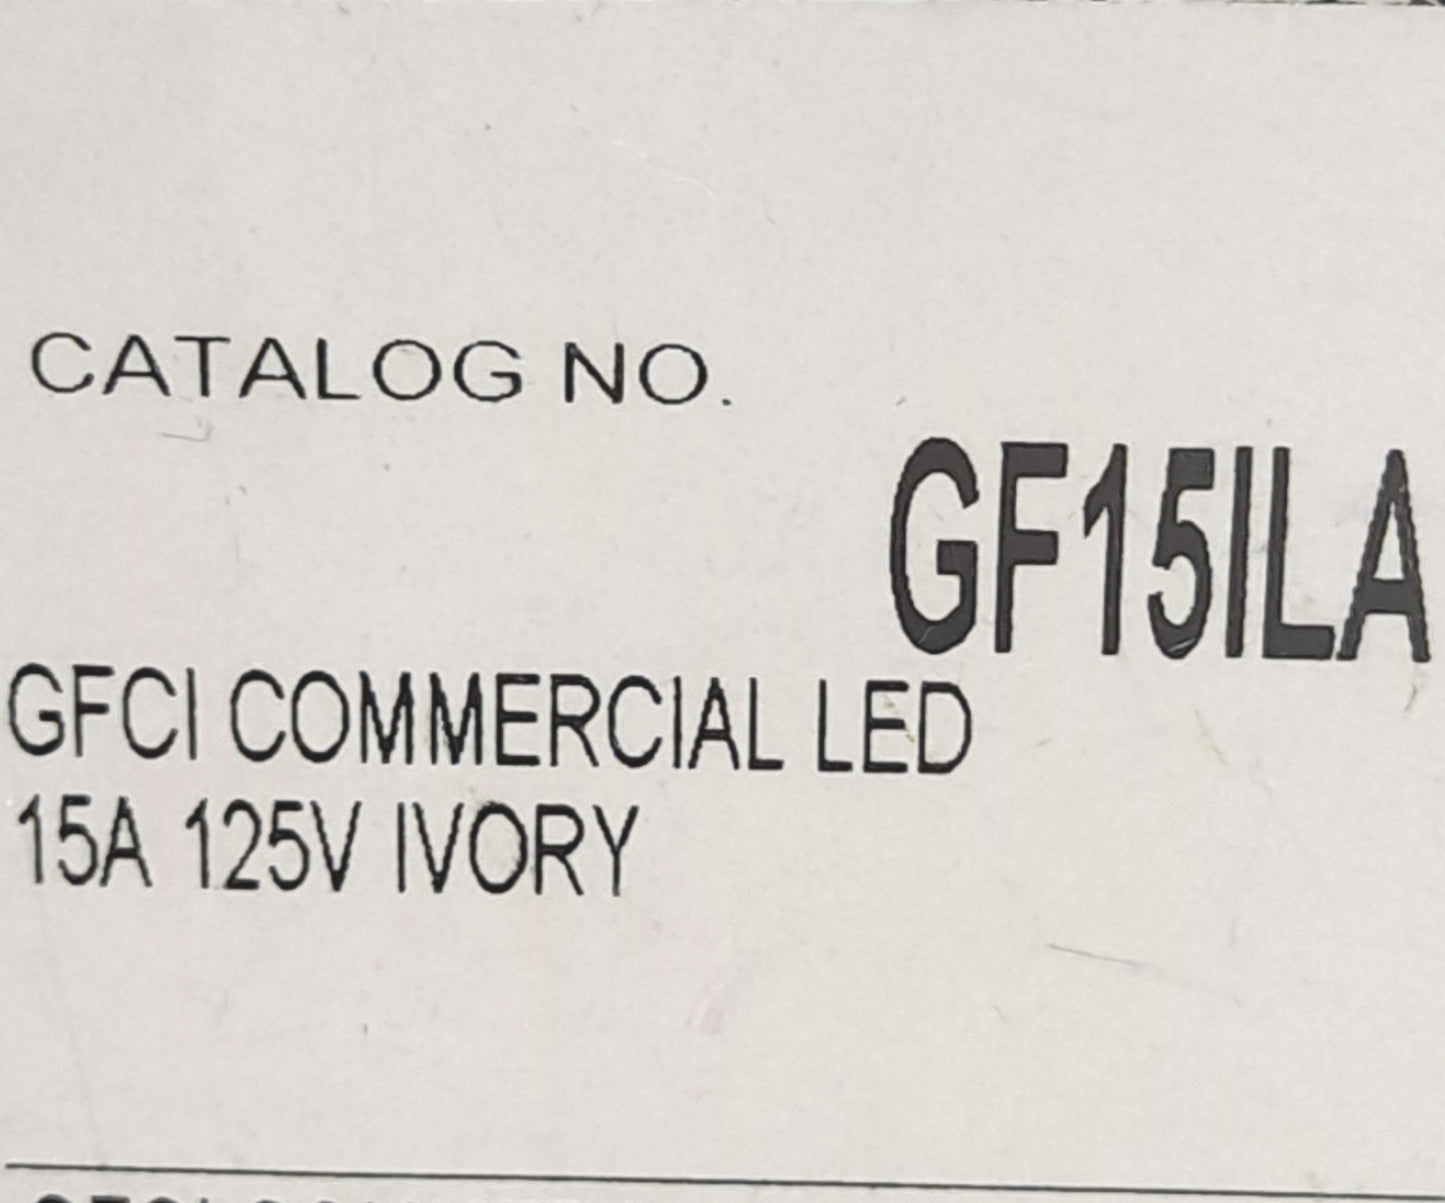 CATALOG NO.
GF15ILA
GFCI COMMERCIAL LED
15A 125V IVORY